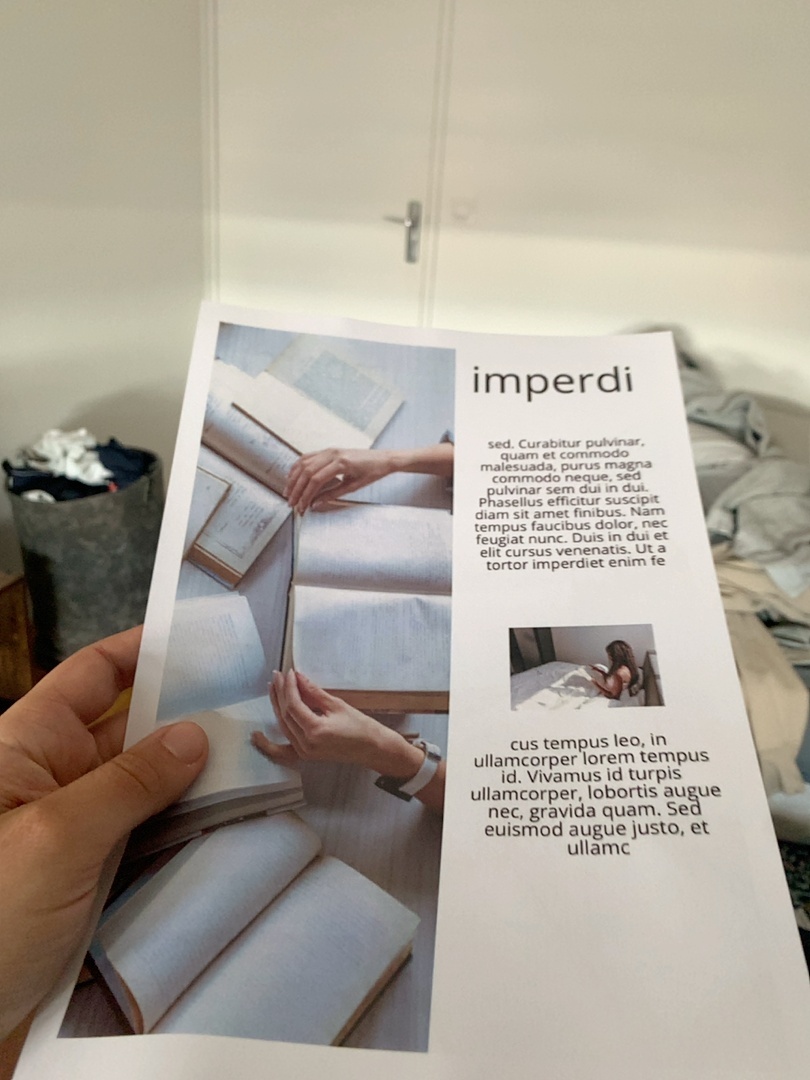 imperdi
sed. Curabitur pulvinar,
quam et commodo
malesuada, purus magna
commodo neque, sed
pulvinar sem dui in dui.
Phasellus efficitur suscipit
diam sit amet finibus. Nam
tempus faucibus dolor, nec
feugiat nunc. Duis in dui et
elit cursus venenatis. Ut a
tortor imperdiet enim fe
cus tempus leo, in
ullamcorper lorem tempus
id. Vivamus id turpis
ullamcorper, lobortis augue
nec, gravida quam. Sed
euismod augue justo, et
ullamc